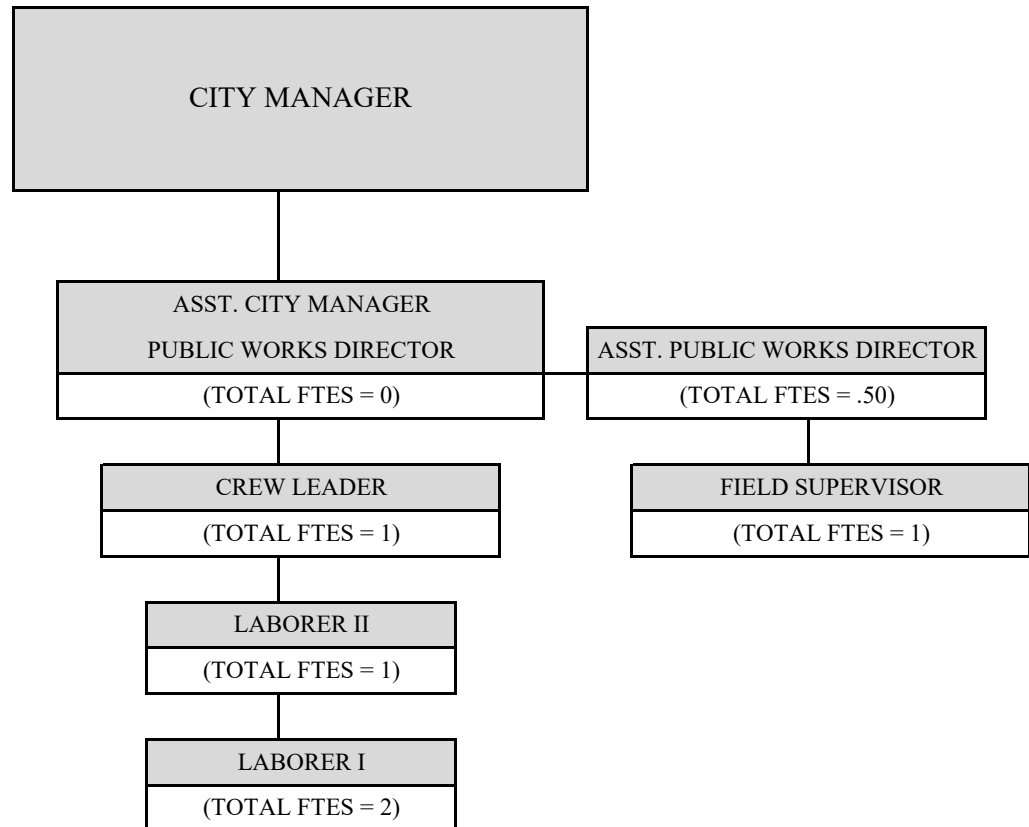 CITY MANAGER
ASST. CITY MANAGER
PUBLIC WORKS DIRECTOR
(TOTAL FTES = 0)
ASST. PUBLIC WORKS DIRECTOR
(TOTAL FTES = .50)
CREW LEADER
(TOTAL FTES = 1)
FIELD SUPERVISOR
(TOTAL FTES = 1)
LABORER II
(TOTAL FTES = 1)
LABORER I
(TOTAL FTES = 2)